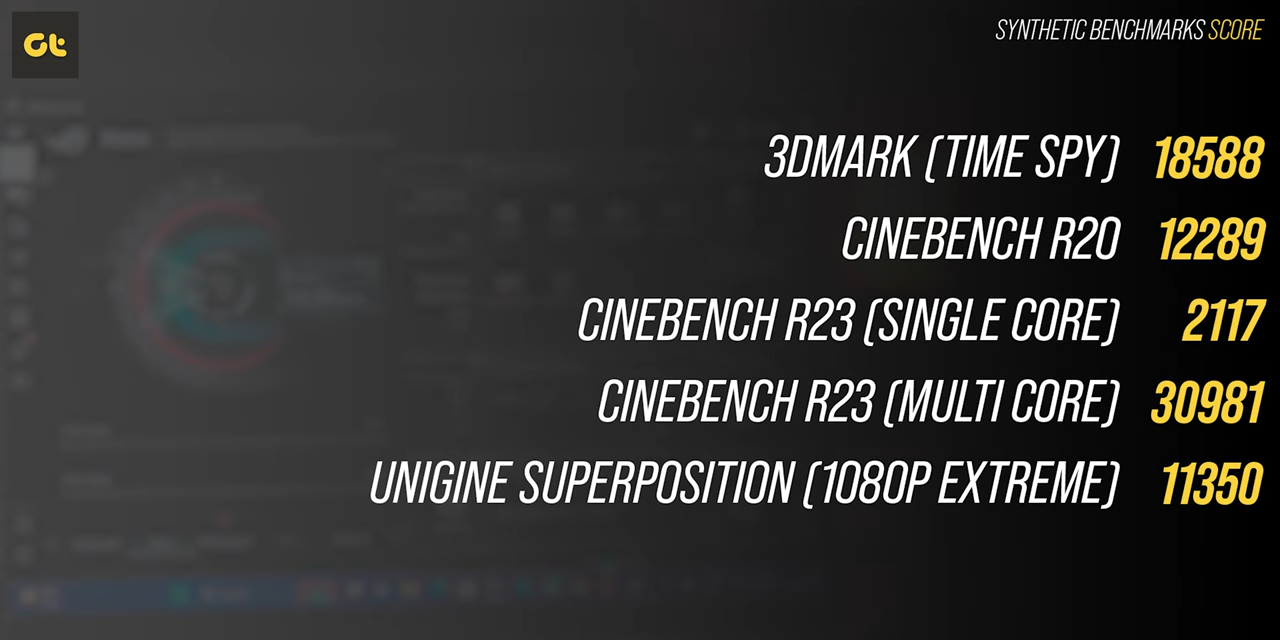 Gt
SYNTHETIC BENCHMARKS SCORE
3DMARK (TIME SPY) 18588
CINEBENCH R20 12289
CINEBENCH R23 (SINGLE CORE) 2117
CINEBENCH R23 (MULTI CORE) 30981
UNIGINE SUPERPOSITION (1080P EXTREME) 11350